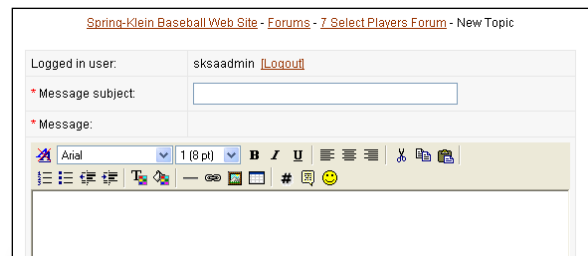 Spring-Klein Baseball Web Site - Forums - 7 Select Players Forum - New Topic
Logged in user: sksaadmin [Logout]
* Message subject:
* Message:
Arial 1 (8 pt) B I U